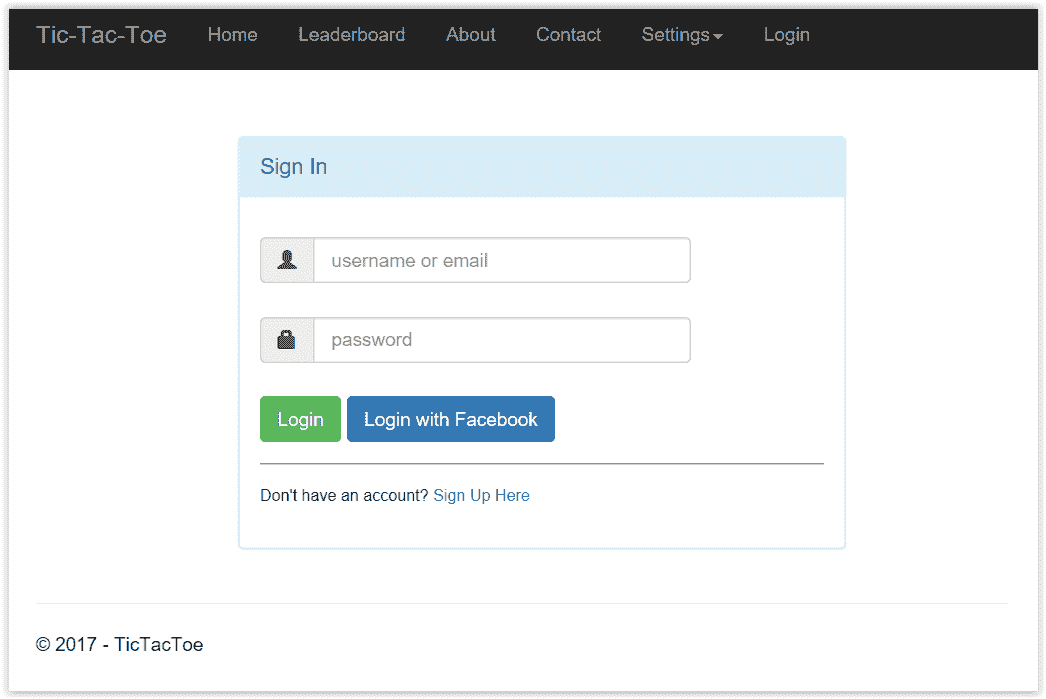 Tic-Tac-Toe Home Leaderboard About Contact Settings Login
Sign In
username or email
password
Login Login with Facebook
Don't have an account? Sign Up Here
© 2017 - TicTacToe